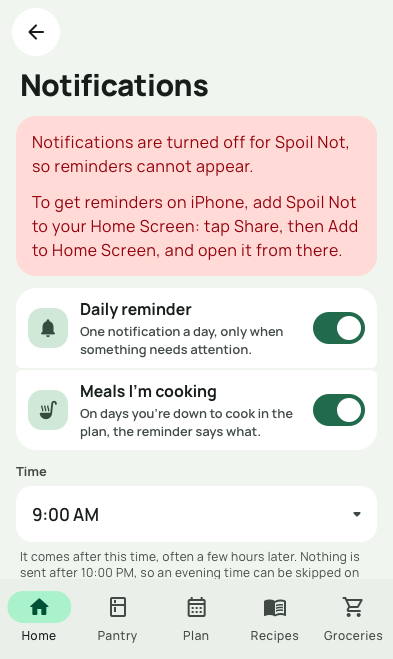 Notifications
Notifications are turned off for Spoil Not,
so reminders cannot appear.
To get reminders on iPhone, add Spoil Not
to your Home Screen: tap Share, then Add
to Home Screen, and open it from there.
Daily reminder
One notification a day, only when
something needs attention.
Meals I'm cooking
On days you're down to cook in the
plan, the reminder says what.
Time
9:00 AM
It comes after this time, often a few hours later. Nothing is
sent after 10:00 PM, so an evening time can be skipped on
Home
Pantry
Plan
Recipes
Groceries